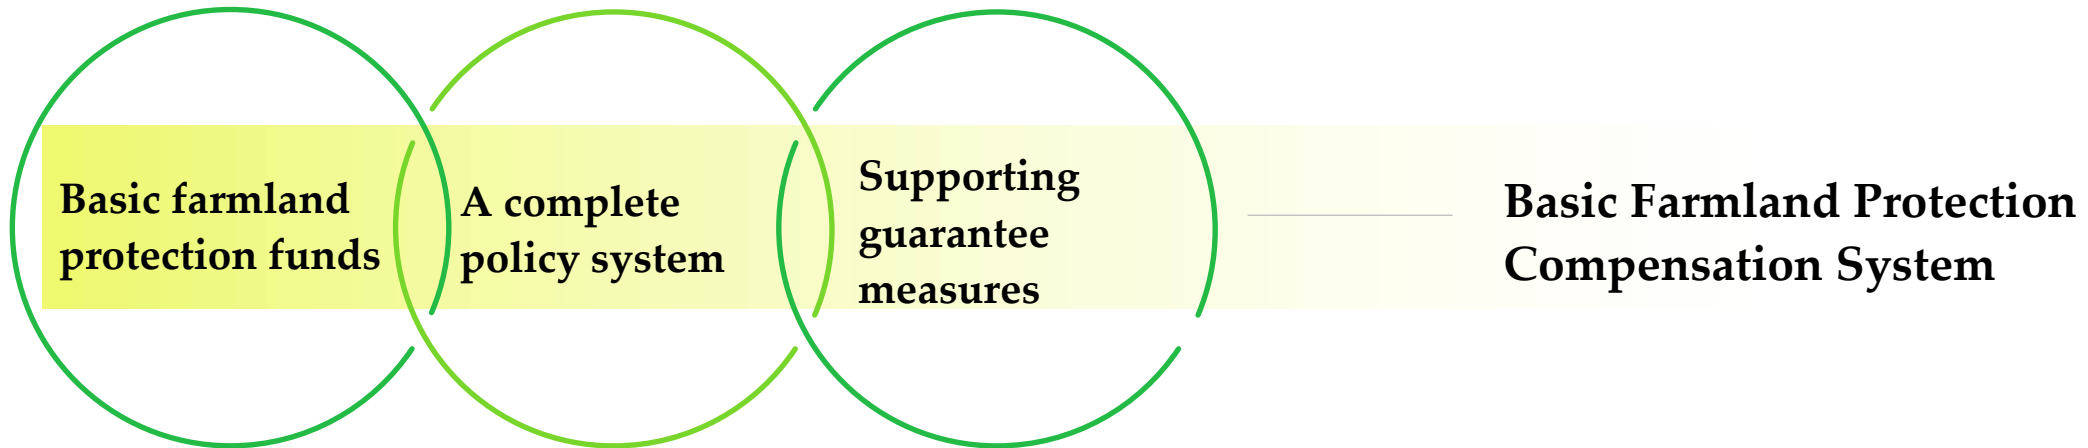 Basic farmland
protection funds
A complete
policy system
Supporting
guarantee
measures
Basic Farmland Protection
Compensation System